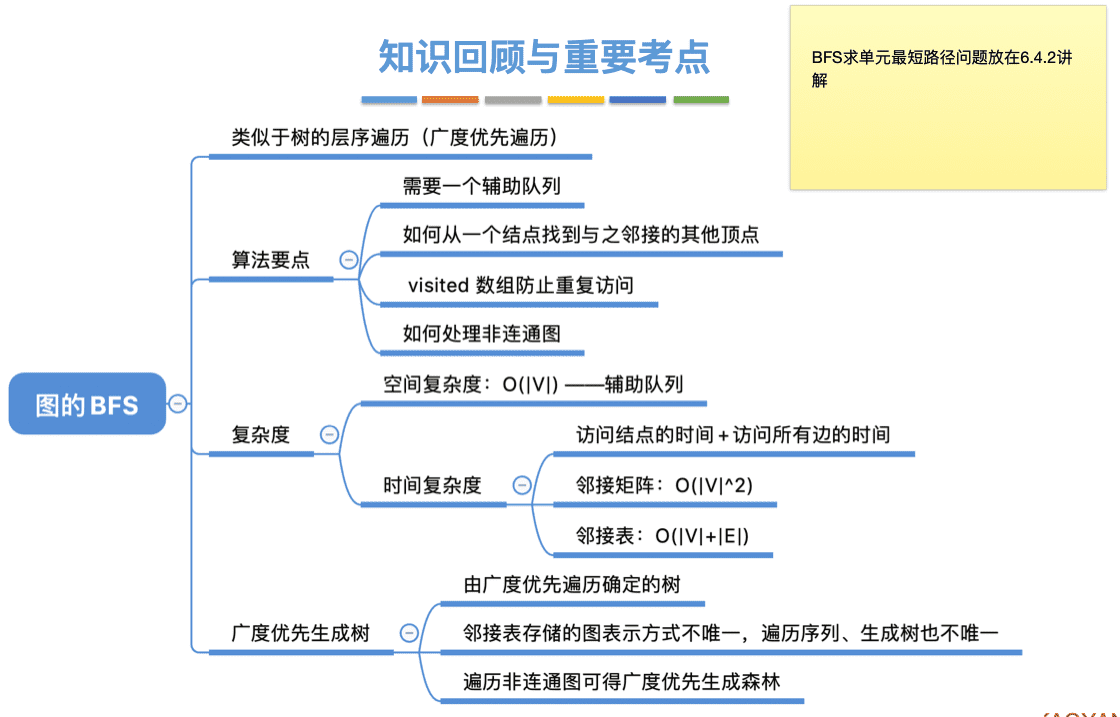 知识回顾与重要考点
BFS求单元最短路径问题放在6.4.2讲
解
类似于树的层序遍历（广度优先遍历）
需要一个辅助队列
如何从一个结点找到与之邻接的其他顶点
算法要点
visited 数组防止重复访问
如何处理非连通图
空间复杂度：O(|V|) ——辅助队列
图的BFS
复杂度
访问结点的时间+访问所有边的时间
时间复杂度
邻接矩阵：O(|V|^2)
邻接表：O(|V|+|E|)
由广度优先遍历确定的树
广度优先生成树
邻接表存储的图表示方式不唯一，遍历序列、生成树也不唯一
遍历非连通图可得广度优先生成森林